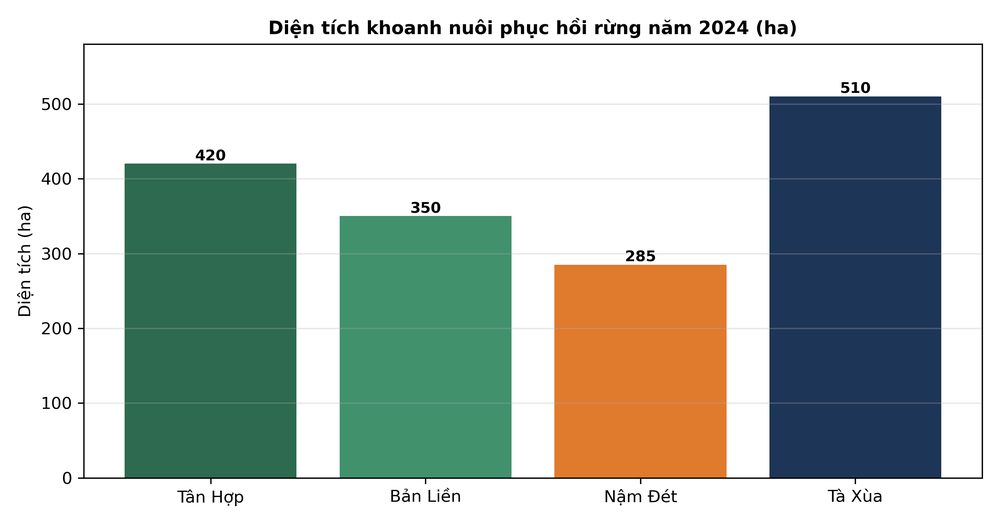 Diện tích khoanh nuôi phục hồi rừng năm 2024 (ha)
Diện tích (ha)
500
400
300
200
100
0
420
350
285
510
Tân Hợp
Bản Liền
Nậm Đét
Tà Xùa